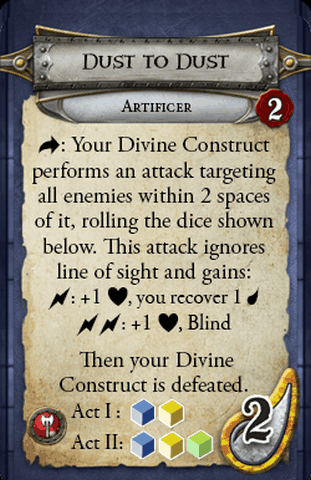 DUST TO DUST
ARTIFICER
2
: Your Divine Construct
performs an attack targeting
all enemies within 2 spaces
of it, rolling the dice shown
below. This attack ignores
line of sight and gains:
: +1 , you recover 1
: +1 , Blind
Then your Divine
Construct is defeated.
Act I :
Act II:
2